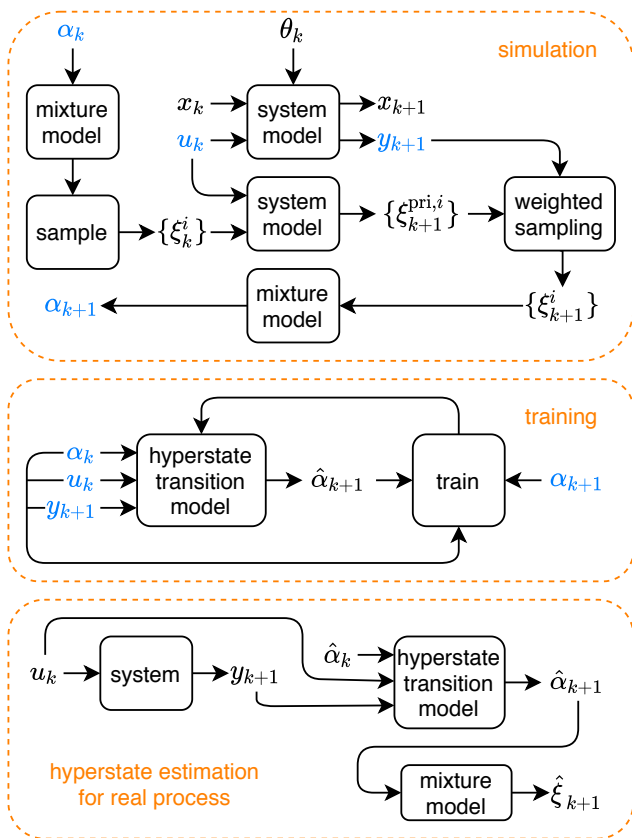 α_k
θ_k
simulation
mixture
model
x_k
system
model
x_{k+1}
u_k
y_{k+1}
sample
{ξ_k^i}
system
model
{ξ_{k+1}^{pri,i}}
weighted
sampling
α_{k+1}
mixture
model
{ξ_{k+1}^i}
training
α_k
u_k
y_{k+1}
hyperstate
transition
model
α̂_{k+1}
train
α_{k+1}
u_k
system
y_{k+1}
α̂_k
hyperstate
transition
model
α̂_{k+1}
hyperstate estimation
for real process
mixture
model
ξ̂_{k+1}